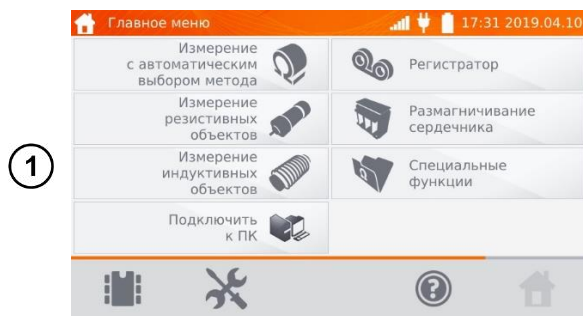 Главное меню
17:31 2019.04.10
Измерение
с автоматическим
выбором метода
Регистратор
Измерение
резистивных
объектов
Размагничивание
сердечника
1
Измерение
индуктивных
объектов
Специальные
функции
Подключить
к ПК